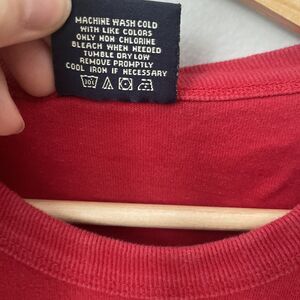 MACHINE WASH COLD
WITH LIKE COLORS
ONLY NON CHLORINE
BLEACH WHEN NEEDED
TUMBLE DRY LOW
REMOVE PROMPTLY
COOL IRON IF NECESSARY